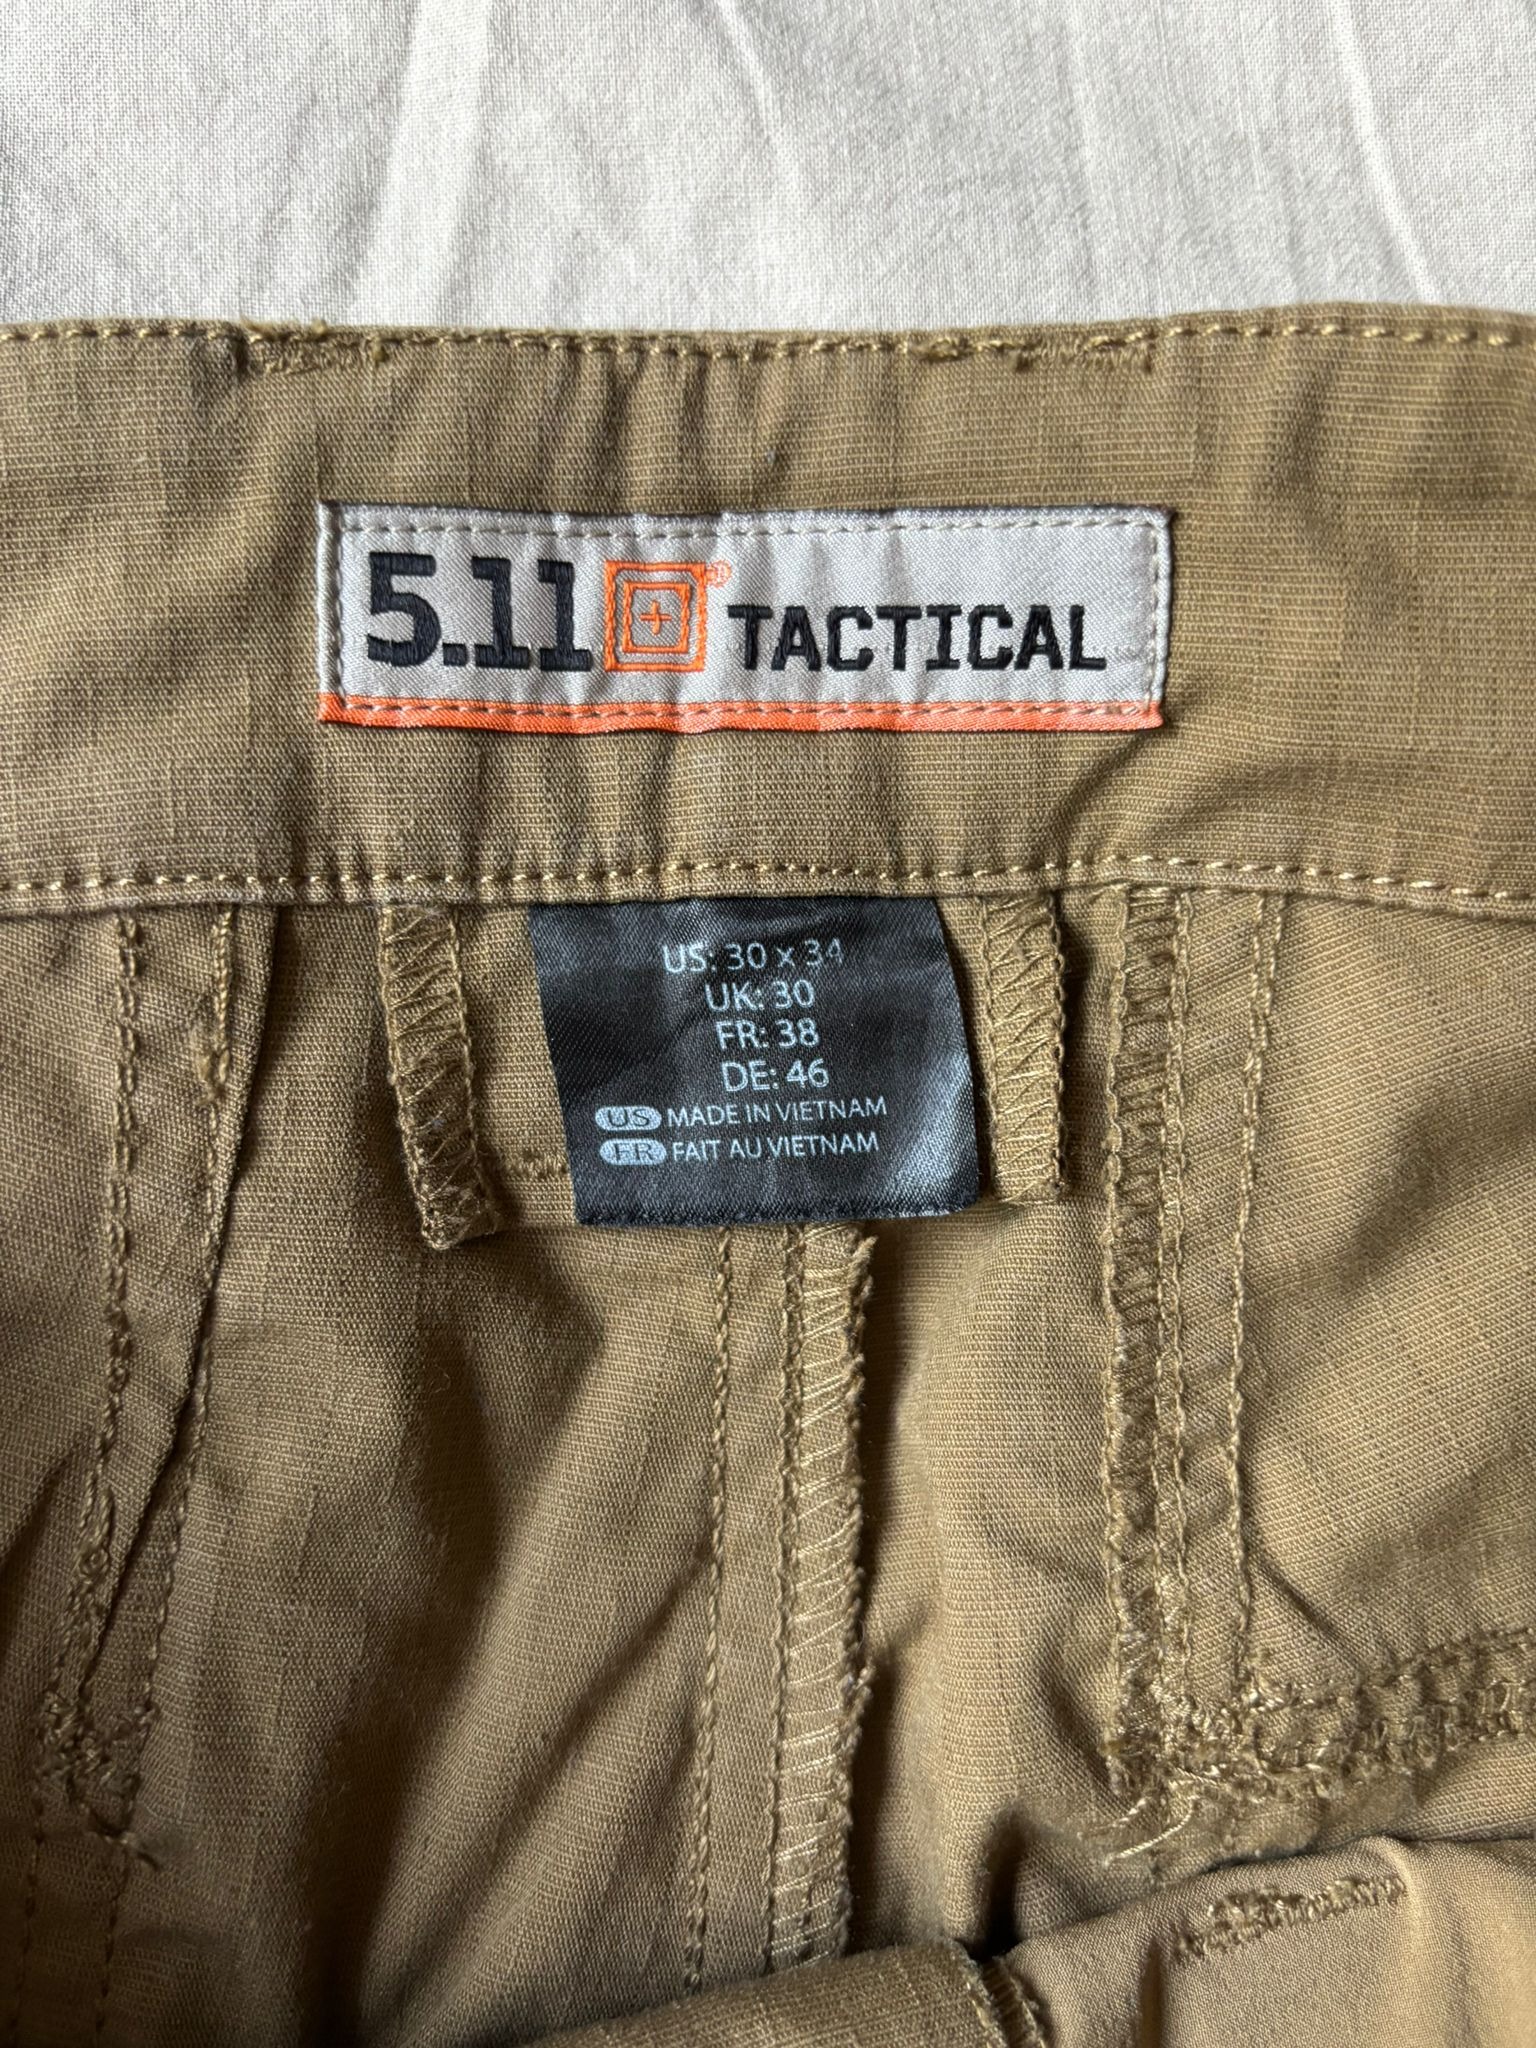 5.11® TACTICAL
US: 30 x 34
UK: 30
FR: 38
DE: 46
US MADE IN VIETNAM
FR FAIT AU VIETNAM